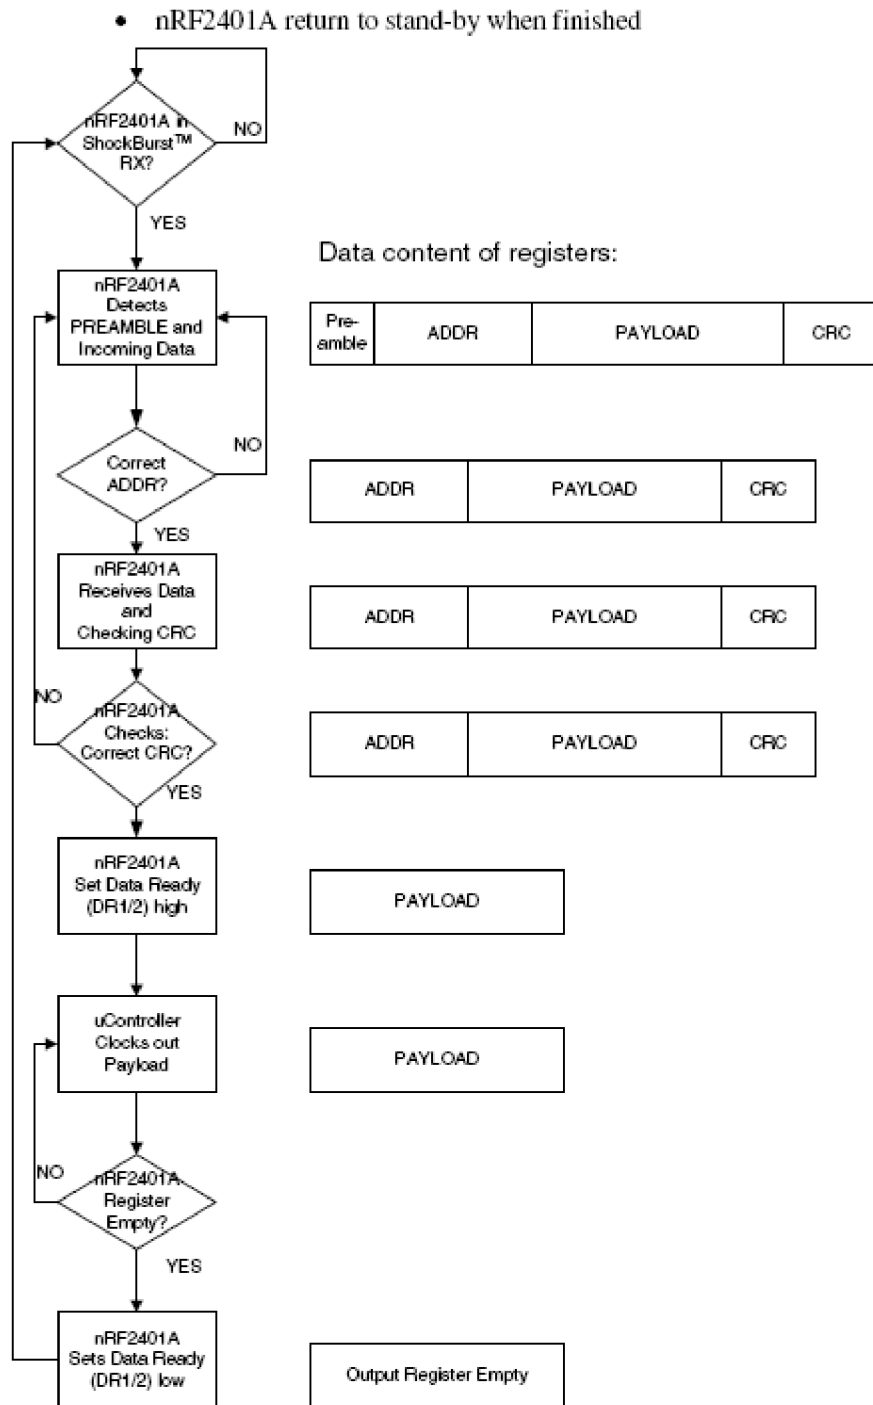 • nRF2401A return to stand-by when finished
nRF2401A in
ShockBurst™
RX?
NO
YES
Data content of registers:
nRF2401A
Detects
PREAMBLE and
Incoming Data
Pre-
amble
ADDR
PAYLOAD
CRC
Correct
ADDR?
NO
ADDR
PAYLOAD
CRC
YES
nRF2401A
Receives Data
and
Checking CRC
ADDR
PAYLOAD
CRC
NO
nRF2401A
Checks:
Correct CRC?
ADDR
PAYLOAD
CRC
YES
nRF2401A
Set Data Ready
(DR1/2) high
PAYLOAD
uController
Clocks out
Payload
PAYLOAD
NO
nRF2401A
Register
Empty?
YES
nRF2401A
Sets Data Ready
(DR1/2) low
Output Register Empty